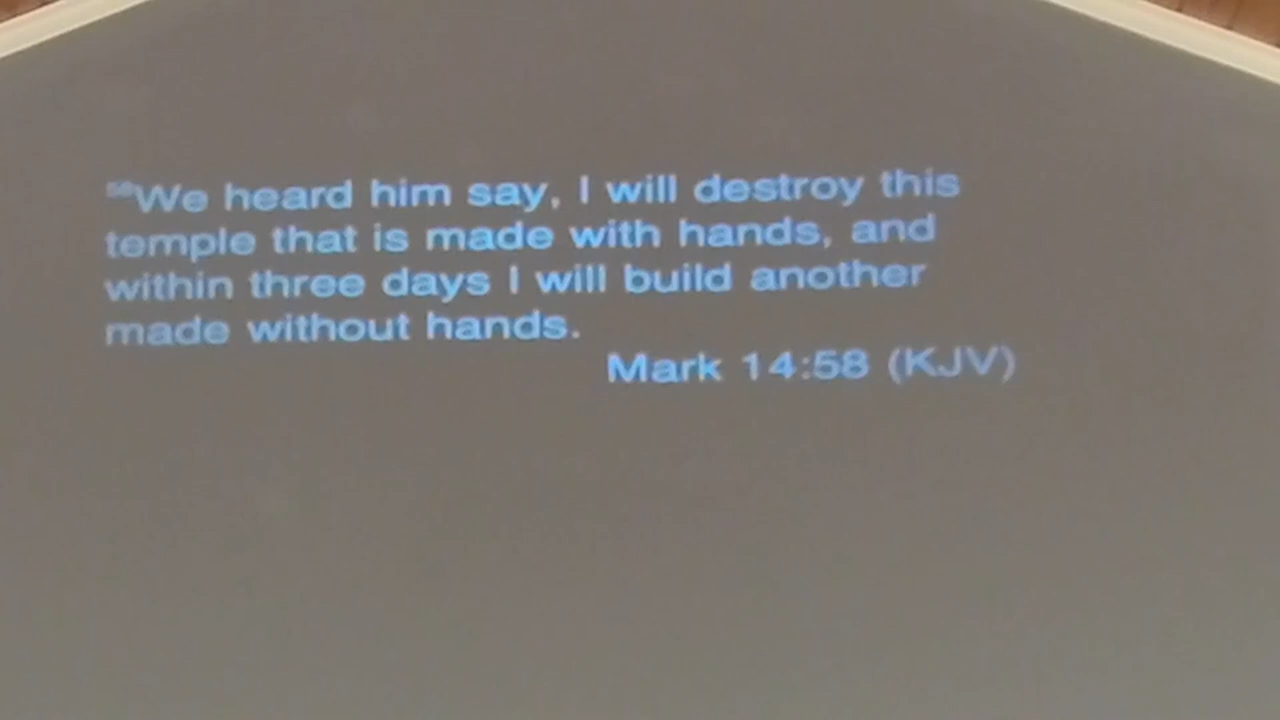 58We heard him say, I will destroy this
temple that is made with hands, and
within three days I will build another
made without hands.
Mark 14:58 (KJV)